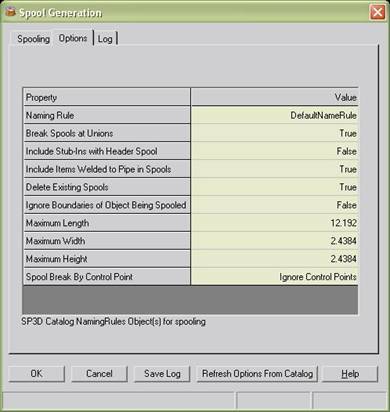 Spool Generation
Spooling Options Log
Property Value
Naming Rule DefaultNameRule
Break Spools at Unions True
Include Stub-Ins with Header Spool False
Include Items Welded to Pipe in Spools True
Delete Existing Spools True
Ignore Boundaries of Object Being Spooled False
Maximum Length 12.192
Maximum Width 2.4384
Maximum Height 2.4384
Spool Break By Control Point Ignore Control Points
SP3D Catalog NamingRules Object(s) for spooling
OK Cancel Save Log Refresh Options From Catalog Help